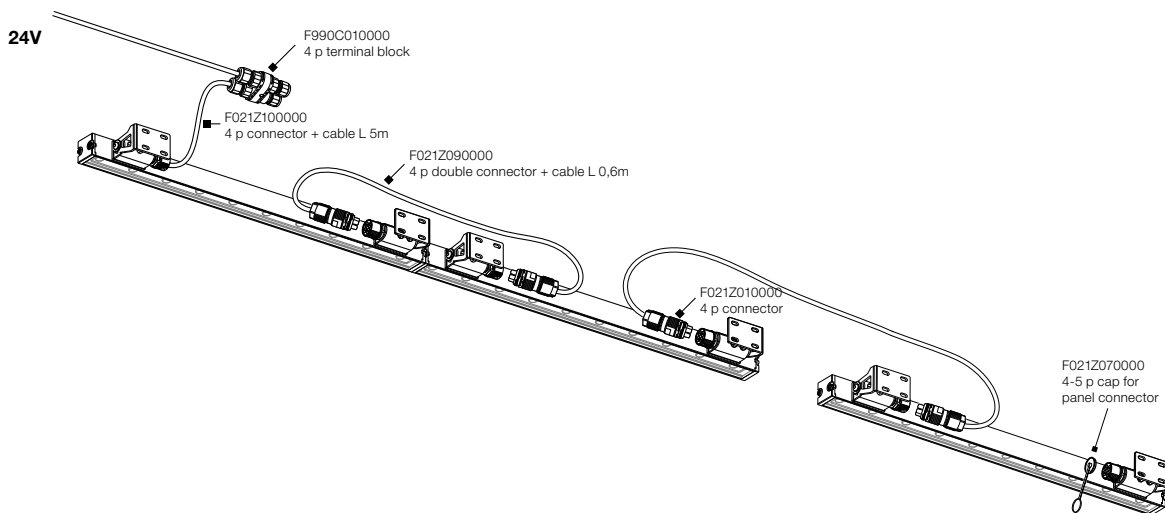 24V
F990C010000
4 p terminal block
F021Z100000
4 p connector + cable L 5m
F021Z090000
4 p double connector + cable L 0,6m
F021Z010000
4 p connector
F021Z070000
4-5 p cap for
panel connector